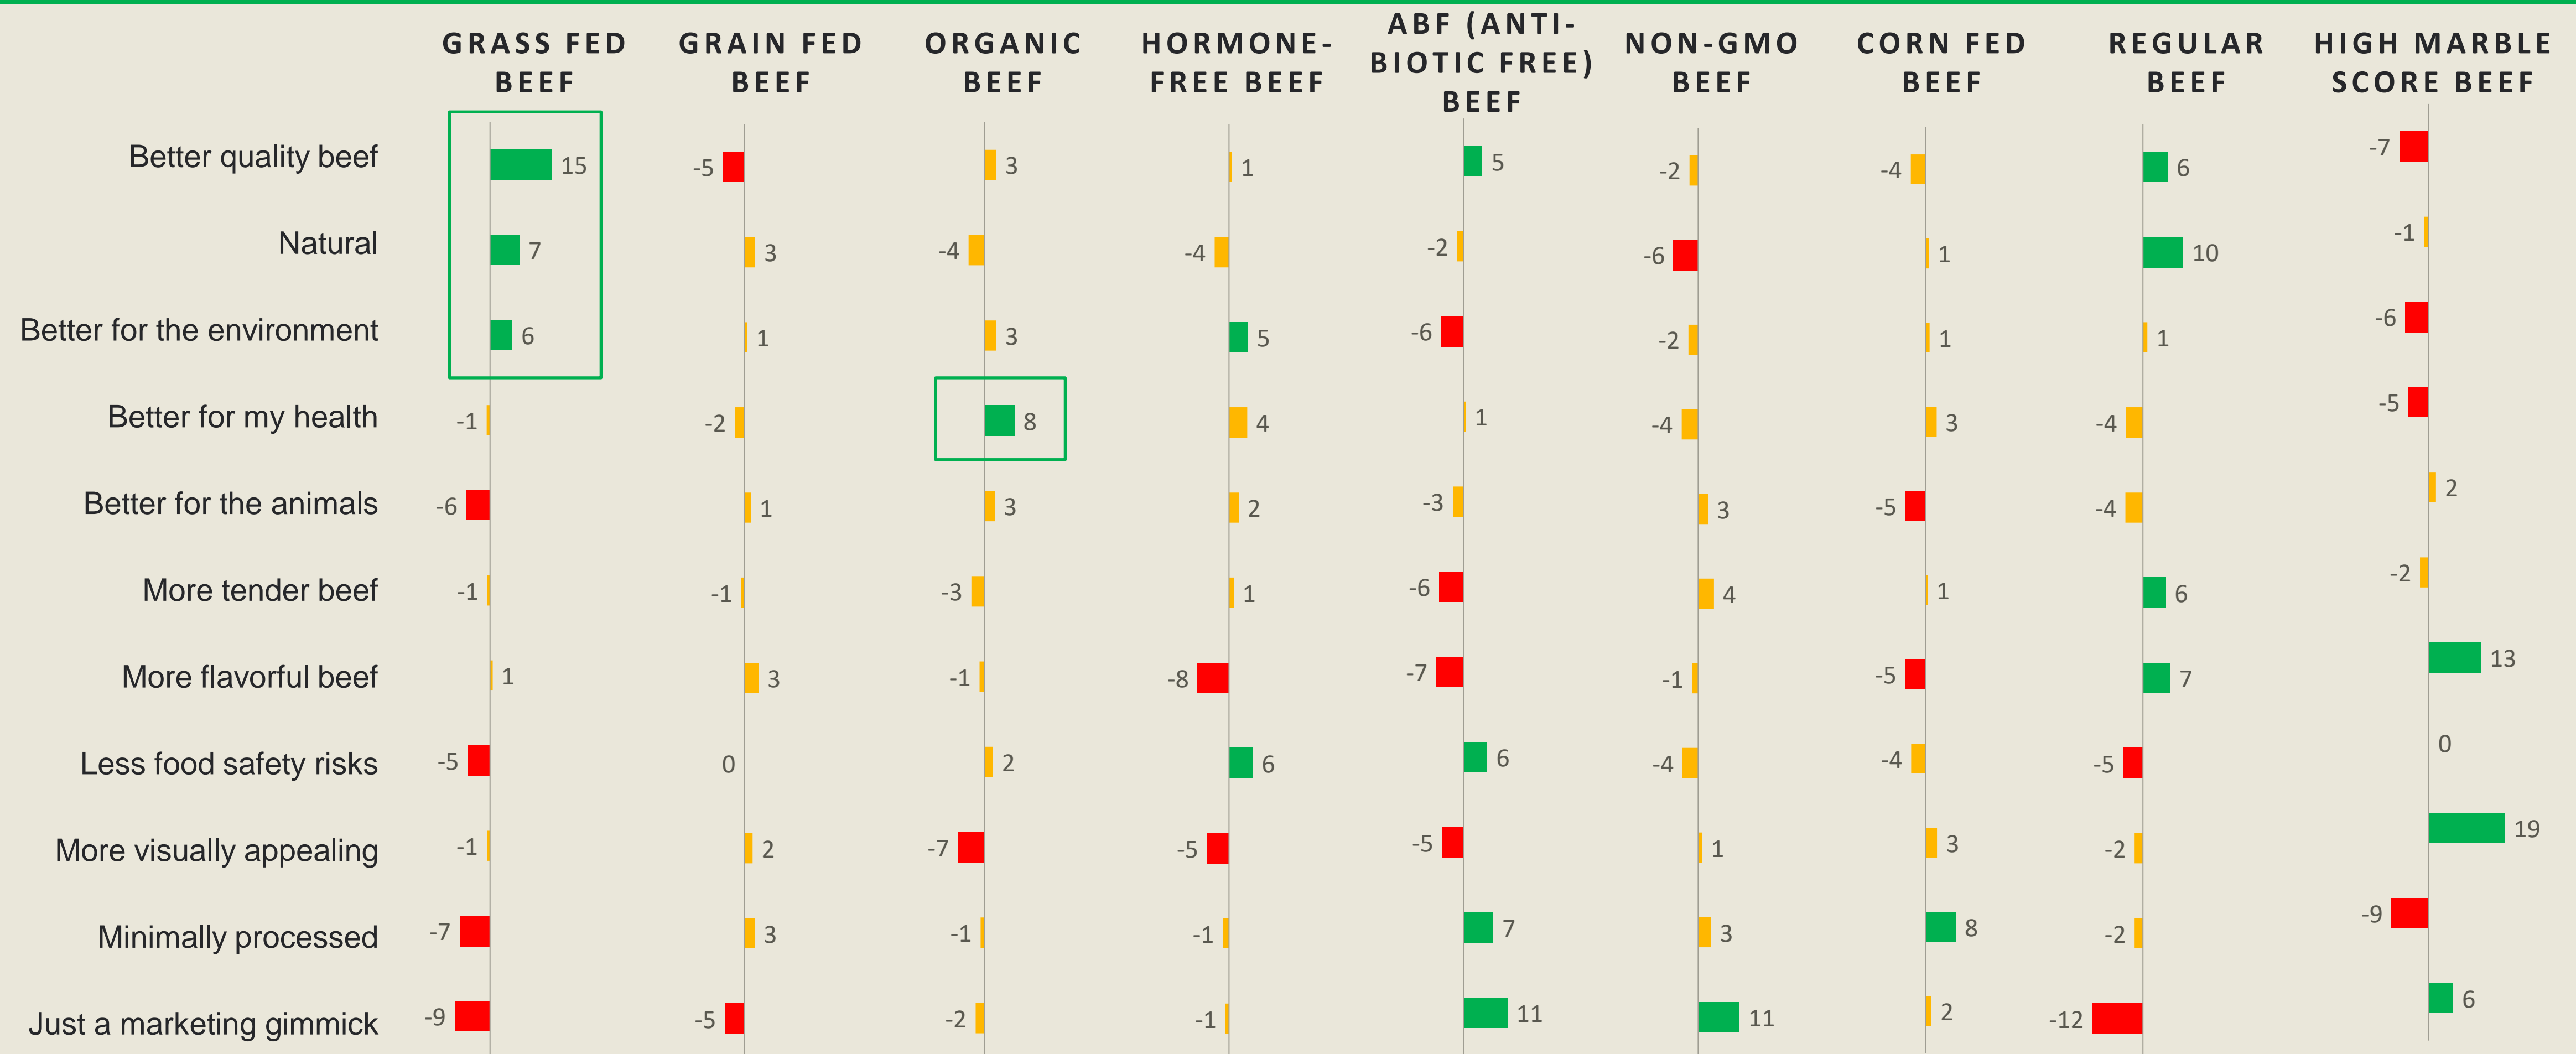 GRASS FED
BEEF
GRAIN FED
BEEF
ORGANIC
BEEF
HORMONE-
FREE BEEF
ABF (ANTI-
BIOTIC FREE)
BEEF
NON-GMO
BEEF
CORN FED
BEEF
REGULAR
BEEF
HIGH MARBLE
SCORE BEEF
Better quality beef 15 -5 3 1 5 -2 -4 6 -7
Natural 7 3 -4 -4 -2 -6 1 10 -1
Better for the environment 6 1 3 5 -6 -2 1 1 -6
Better for my health -1 -2 8 4 1 -4 3 -4 -5
Better for the animals -6 1 3 2 -3 3 -5 -4 2
More tender beef -1 -1 -3 1 -6 4 1 6 -2
More flavorful beef 1 3 -1 -8 -7 -1 -5 7 13
Less food safety risks -5 0 2 6 6 -4 -4 -5 0
More visually appealing -1 2 -7 -5 -5 1 3 -2 19
Minimally processed -7 3 -1 -1 7 3 8 -2 -9
Just a marketing gimmick -9 -5 -2 -1 11 11 2 -12 6